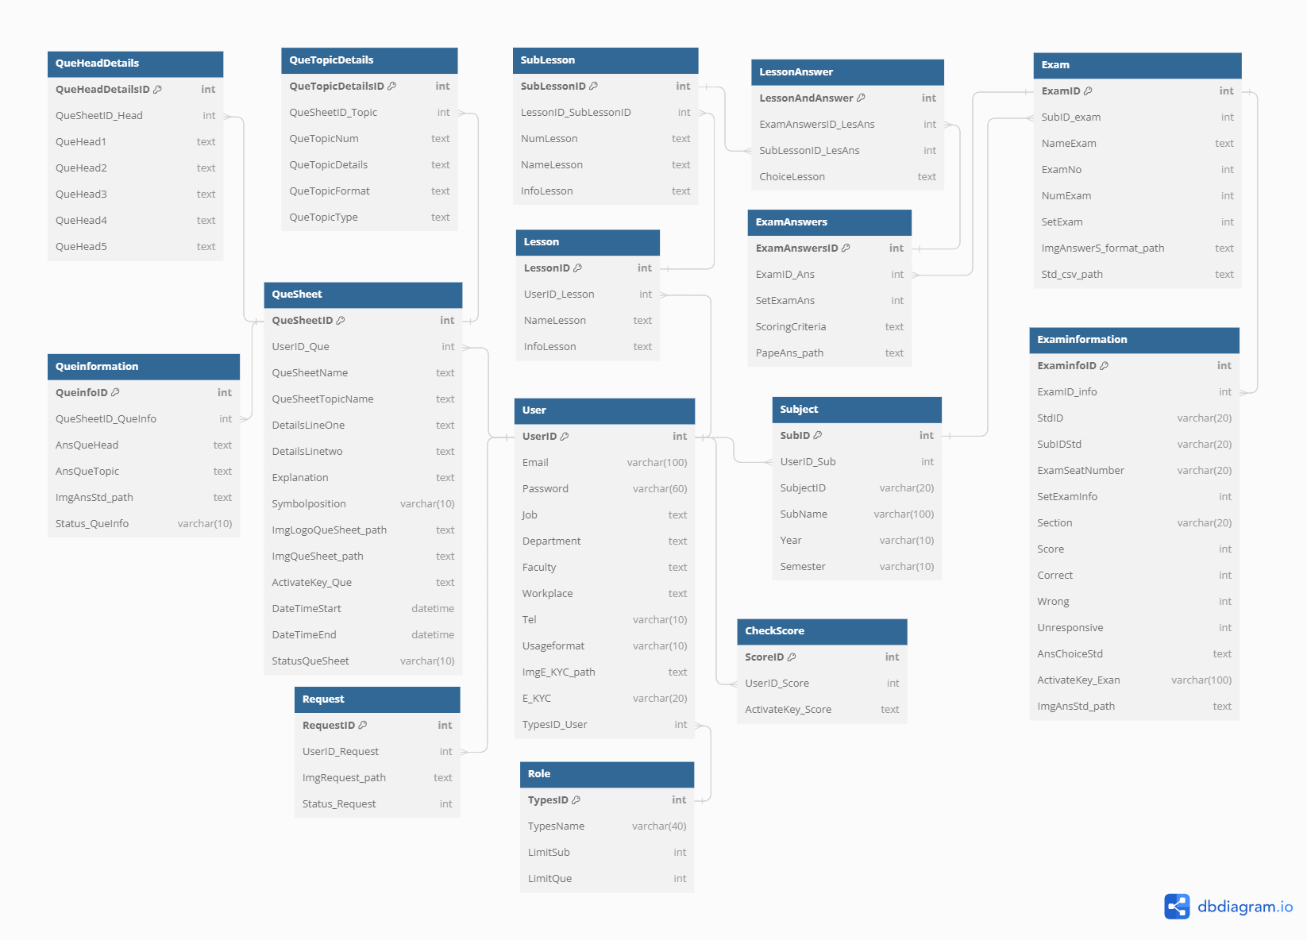 QueHeadDetails
QueHeadDetailsID int
QueSheetID_Head int
QueHead1 text
QueHead2 text
QueHead3 text
QueHead4 text
QueHead5 text
QueTopicDetails
QueTopicDetailsID int
QueSheetID_Topic int
QueTopicNum text
QueTopicDetails text
QueTopicFormat text
QueTopicType text
SubLesson
SubLessonID int
LessonID_SubLessonID int
NumLesson text
NameLesson text
InfoLesson text
LessonAnswer
LessonAndAnswer int
ExamAnswersID_LesAns int
SubLessonID_LesAns int
ChoiceLesson text
Exam
ExamID int
SubID_exam int
NameExam text
ExamNo int
NumExam int
SetExam int
ImgAnswerS_format_path text
Std_csv_path text
ExamAnswers
ExamAnswersID int
ExamID_Ans int
SetExamAns int
ScoringCriteria text
PapeAns_path text
Lesson
LessonID int
UserID_Lesson int
NameLesson text
InfoLesson text
QueSheet
QueSheetID int
UserID_Que int
QueSheetName text
QueSheetTopicName text
DetailsLineOne text
DetailsLinetwo text
Explanation text
Symbolposition varchar(10)
ImgLogoQueSheet_path text
ImgQueSheet_path text
ActivateKey_Que text
DateTimeStart datetime
DateTimeEnd datetime
StatusQueSheet varchar(10)
Queinformation
QueinfoID int
QueSheetID_QueInfo int
AnsQueHead text
AnsQueTopic text
ImgAnsStd_path text
Status_QueInfo varchar(10)
User
UserID int
Email varchar(100)
Password varchar(60)
Job text
Department text
Faculty text
Workplace text
Tel varchar(10)
Usageformat varchar(10)
ImgE_KYC_path text
E_KYC varchar(20)
TypesID_User int
Subject
SubID int
UserID_Sub int
SubjectID varchar(20)
SubName varchar(100)
Year varchar(10)
Semester varchar(10)
Examinformation
ExaminfoID int
ExamID_info int
StdID varchar(20)
SubIDStd varchar(20)
ExamSeatNumber varchar(20)
SetExamInfo int
Section varchar(20)
Score int
Correct int
Wrong int
Unresponsive int
AnsChoiceStd text
ActivateKey_Exan varchar(100)
ImgAnsStd_path text
CheckScore
ScoreID int
UserID_Score int
ActivateKey_Score text
Request
RequestID int
UserID_Request int
ImgRequest_path text
Status_Request int
Role
TypesID int
TypesName varchar(40)
LimitSub int
LimitQue int
dbdiagram.io